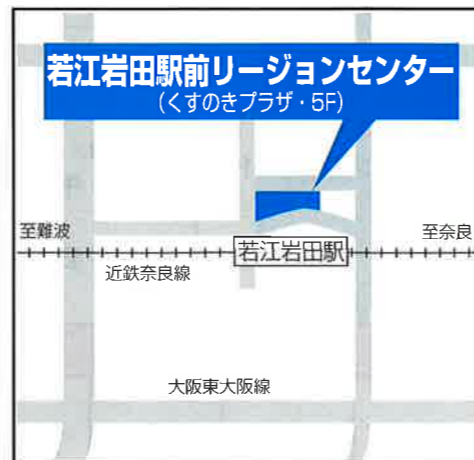 若江岩田駅前リージョンセンター
(くすのきプラザ・5F)
至難波
至奈良
若江岩田駅
近鉄奈良線
大阪東大阪線